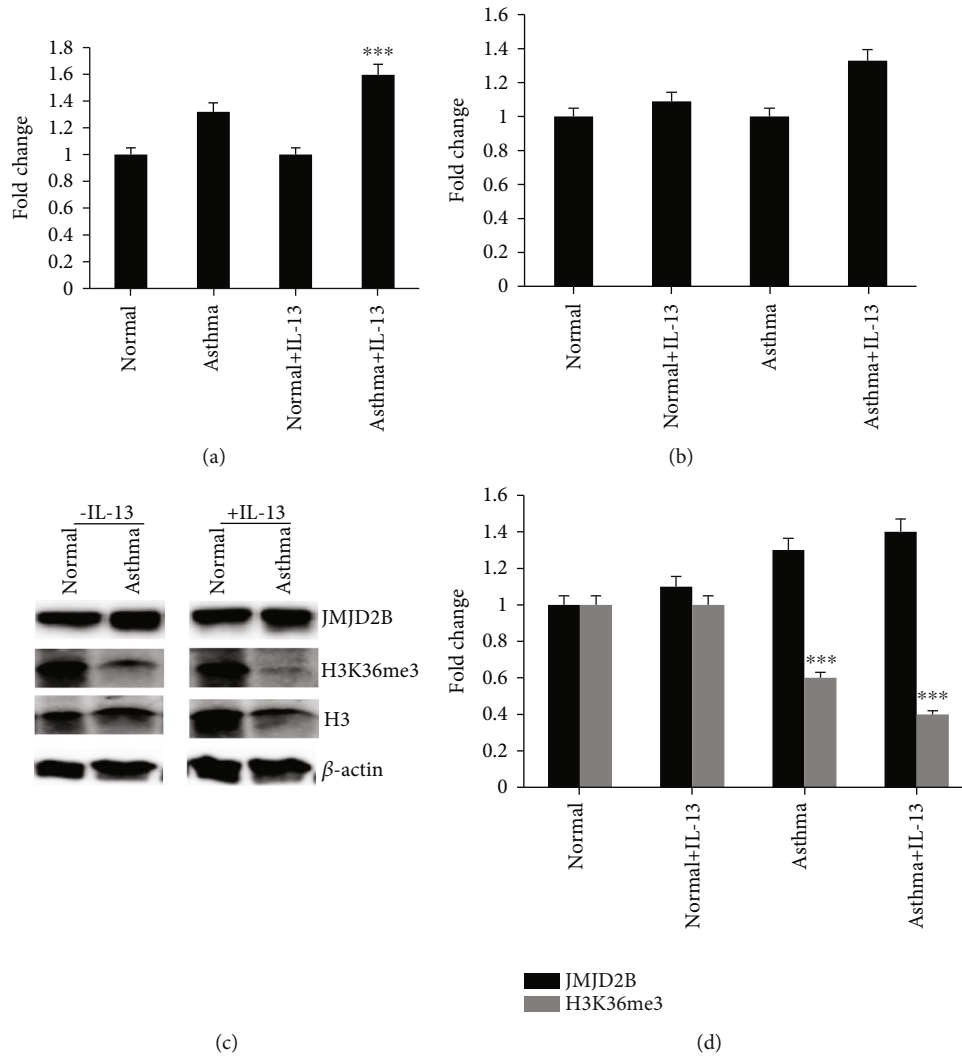 1.8
1.6
1.4
1.2
1
0.8
0.6
0.4
0.2
0
Fold change
***
Normal
Asthma
Normal+IL-13
Asthma+IL-13
(a)
1.6
1.4
1.2
1
0.8
0.6
0.4
0.2
0
Fold change
Normal
Normal+IL-13
Asthma
Asthma+IL-13
(b)
-IL-13
+IL-13
Normal
Asthma
Normal
Asthma
JMJD2B
H3K36me3
H3
β-actin
(c)
1.6
1.4
1.2
1
0.8
0.6
0.4
0.2
0
Fold change
***
***
Normal
Normal+IL-13
Asthma
Asthma+IL-13
JMJD2B
H3K36me3
(d)